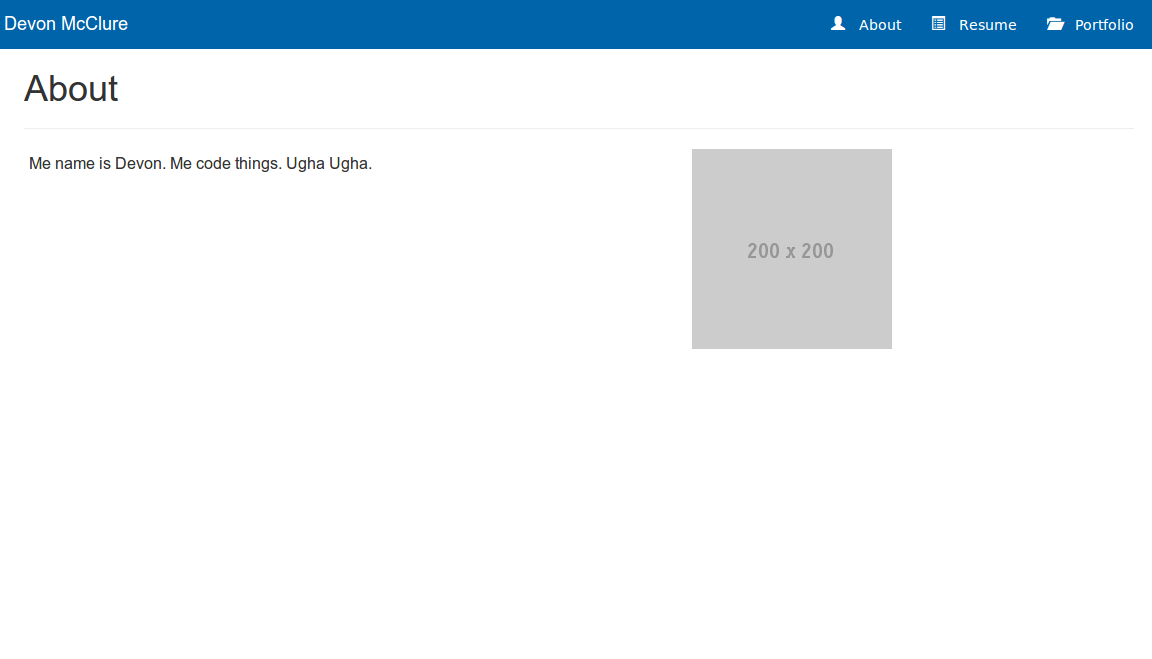 Devon McClure
About
Resume
Portfolio
About
Me name is Devon. Me code things. Ugha Ugha.
200 x 200